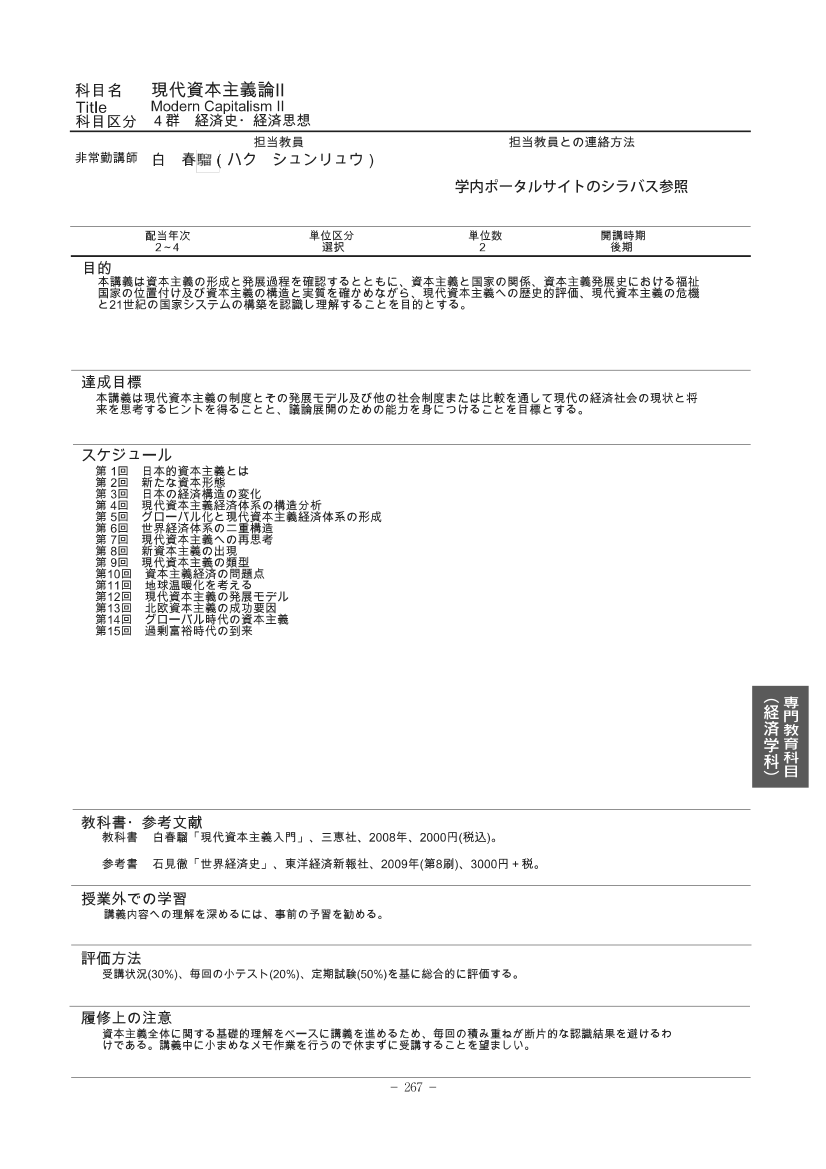 科目名　現代資本主義論II
Title　Modern Capitalism II
科目区分　４群　経済史・経済思想
担当教員　担当教員との連絡方法
非常勤講師　白　春騮（ハク　シュンリュウ）
学内ポータルサイトのシラバス参照
配当年次　単位区分　単位数　開講時期
２～４　選択　２　後期
目的
本講義は資本主義の形成と発展過程を確認するとともに、資本主義と国家の関係、資本主義発展史における福祉
国家の位置付け及び資本主義の構造と実質を確かめながら、現代資本主義への歴史的評価、現代資本主義の危機
と21世紀の国家システムの構築を認識し理解することを目的とする。
達成目標
本講義は現代資本主義の制度とその発展モデル及び他の社会制度または比較を通して現代の経済社会の現状と将
来を思考するヒントを得ることと、議論展開のための能力を身につけることを目標とする。
スケジュール
第 1回　日本的資本主義とは
第 2回　新たな資本形態
第 3回　日本の経済構造の変化
第 4回　現代資本主義経済体系の構造分析
第 5回　グローバル化と現代資本主義経済体系の形成
第 6回　世界経済体系の二重構造
第 7回　現代資本主義への再思考
第 8回　新資本主義の出現
第 9回　現代資本主義の類型
第10回　資本主義経済の問題点
第11回　地球温暖化を考える
第12回　現代資本主義の発展モデル
第13回　北欧資本主義の成功要因
第14回　グローバル時代の資本主義
第15回　過剰富裕時代の到来
専門教育科目
（経済学科）
教科書・参考文献
教科書　白春騮「現代資本主義入門」、三恵社、2008年、2000円(税込)。
参考書　石見徹「世界経済史」、東洋経済新報社、2009年(第8刷)、3000円＋税。
授業外での学習
講義内容への理解を深めるには、事前の予習を勧める。
評価方法
受講状況(30%)、毎回の小テスト(20%)、定期試験(50%)を基に総合的に評価する。
履修上の注意
資本主義全体に関する基礎的理解をベースに講義を進めるため、毎回の積み重ねが断片的な認識結果を避けるわ
けである。講義中に小まめなメモ作業を行うので休まずに受講することを望ましい。
－ 267 －